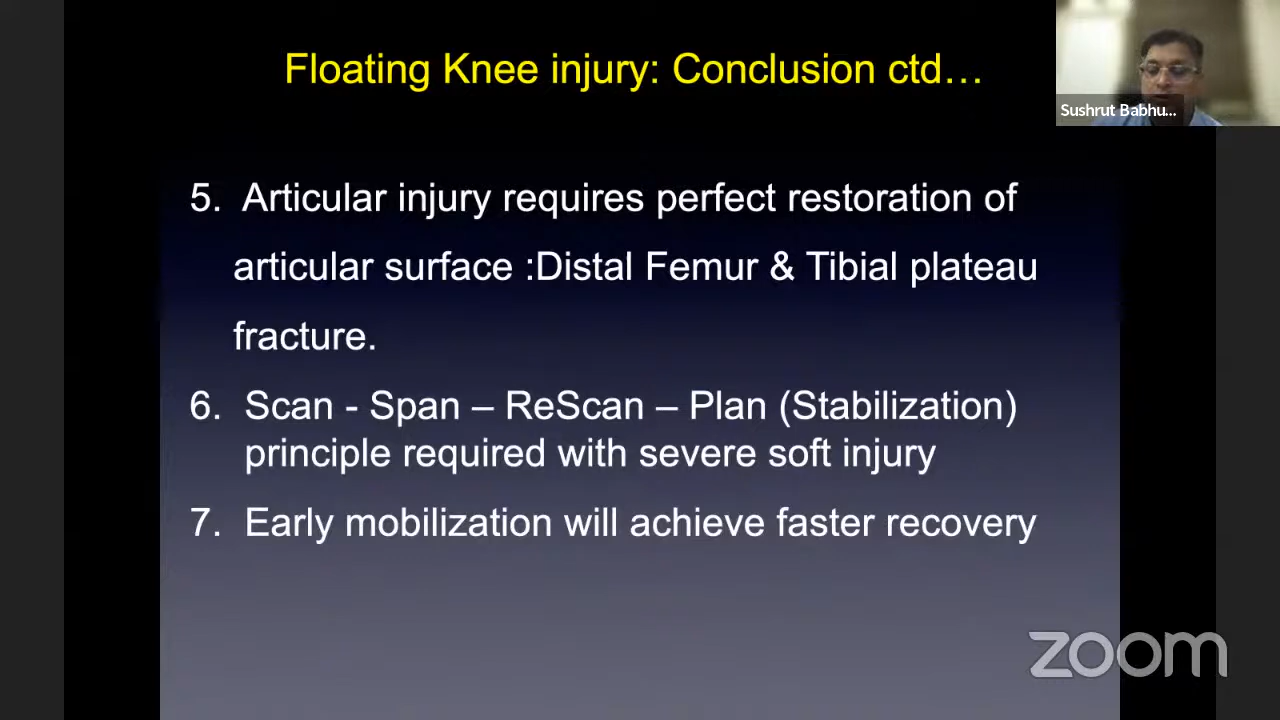 Floating Knee injury: Conclusion ctd…
Sushrut Babhu...
5. Articular injury requires perfect restoration of
articular surface :Distal Femur & Tibial plateau
fracture.
6. Scan - Span – ReScan – Plan (Stabilization)
principle required with severe soft injury
7. Early mobilization will achieve faster recovery
zoom